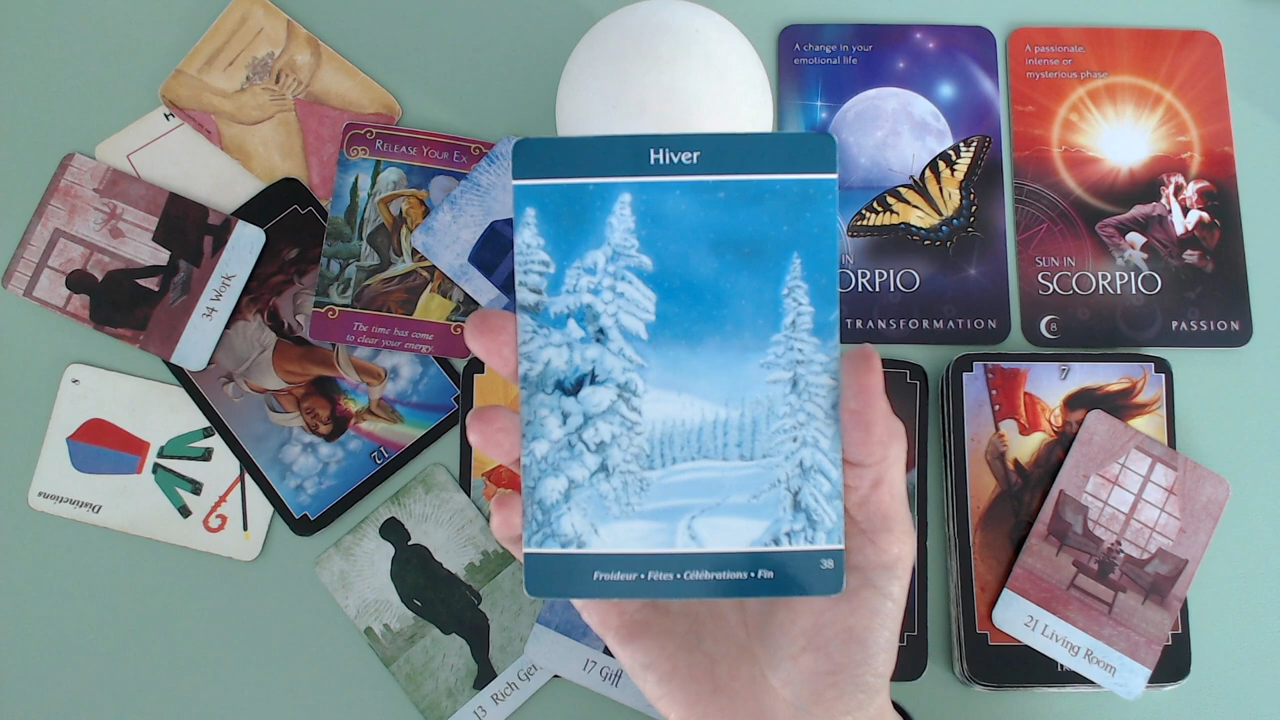 A change in your
emotional life
A passionate,
intense or
mysterious phase
RELEASE YOUR EX
Hiver
34 Work
IN
ORPIO
SUN IN
SCORPIO
TRANSFORMATION
8
PASSION
The time has come
to clear your energy.
7
Distinctions
12
Froideur • Fêtes • Célébrations • Fin
38
21 Living Room
13 Rich Ge
17 Gift